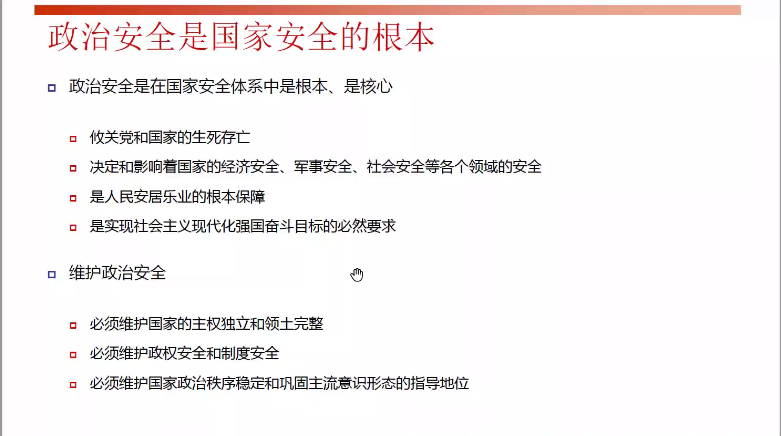 政治安全是国家安全的根本
政治安全是在国家安全体系中是根本、是核心
攸关党和国家的生死存亡
决定和影响着国家的经济安全、军事安全、社会安全等各个领域的安全
是人民安居乐业的根本保障
是实现社会主义现代化强国奋斗目标的必然要求
维护政治安全
必须维护国家的主权独立和领土完整
必须维护政权安全和制度安全
必须维护国家政治秩序稳定和巩固主流意识形态的指导地位